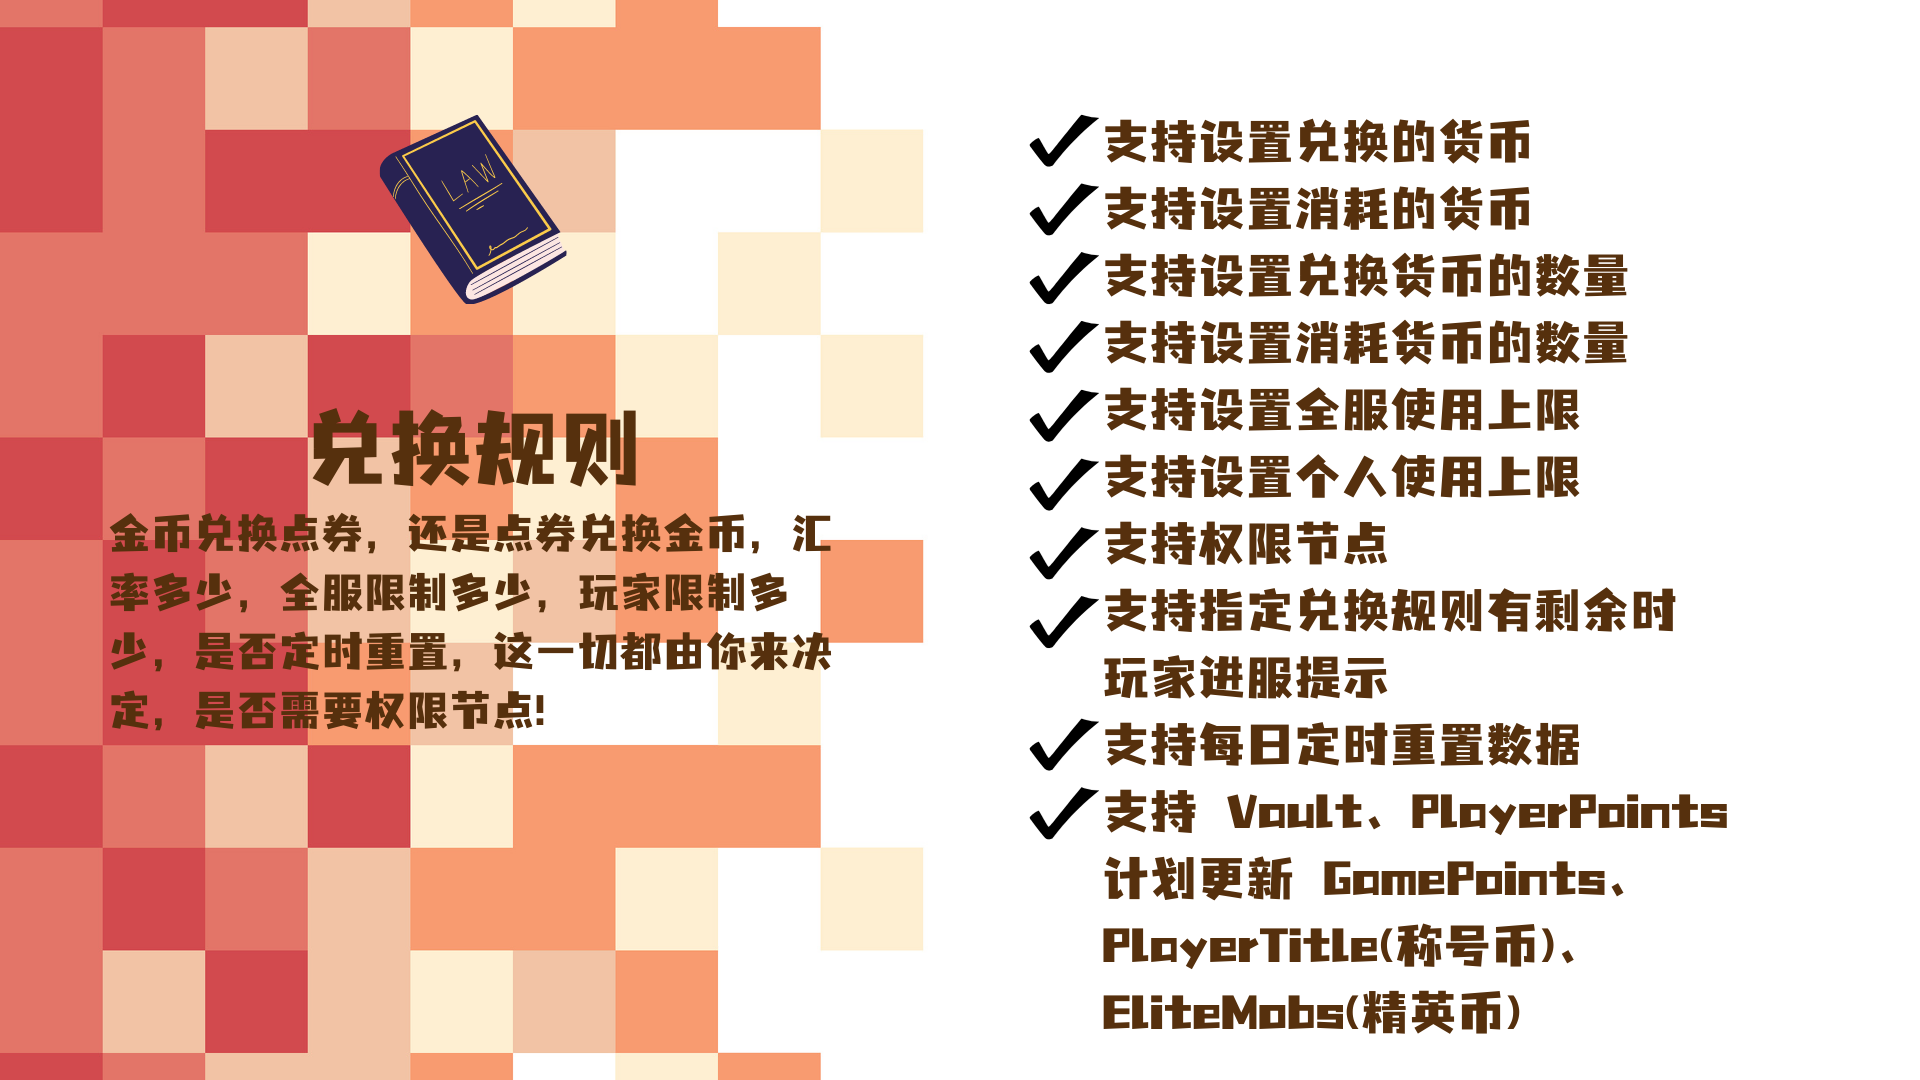 LAW
兑换规则
金币兑换点券，还是点券兑换金币，汇
率多少，全服限制多少，玩家限制多
少，是否定时重置，这一切都由你来决
定，是否需要权限节点!
支持设置兑换的货币
支持设置消耗的货币
支持设置兑换货币的数量
支持设置消耗货币的数量
支持设置全服使用上限
支持设置个人使用上限
支持权限节点
支持指定兑换规则有剩余时
玩家进服提示
支持每日定时重置数据
支持 Vault、PlayerPoints
计划更新 GamePoints、
PlayerTitle(称号币)、
EliteMobs(精英币)